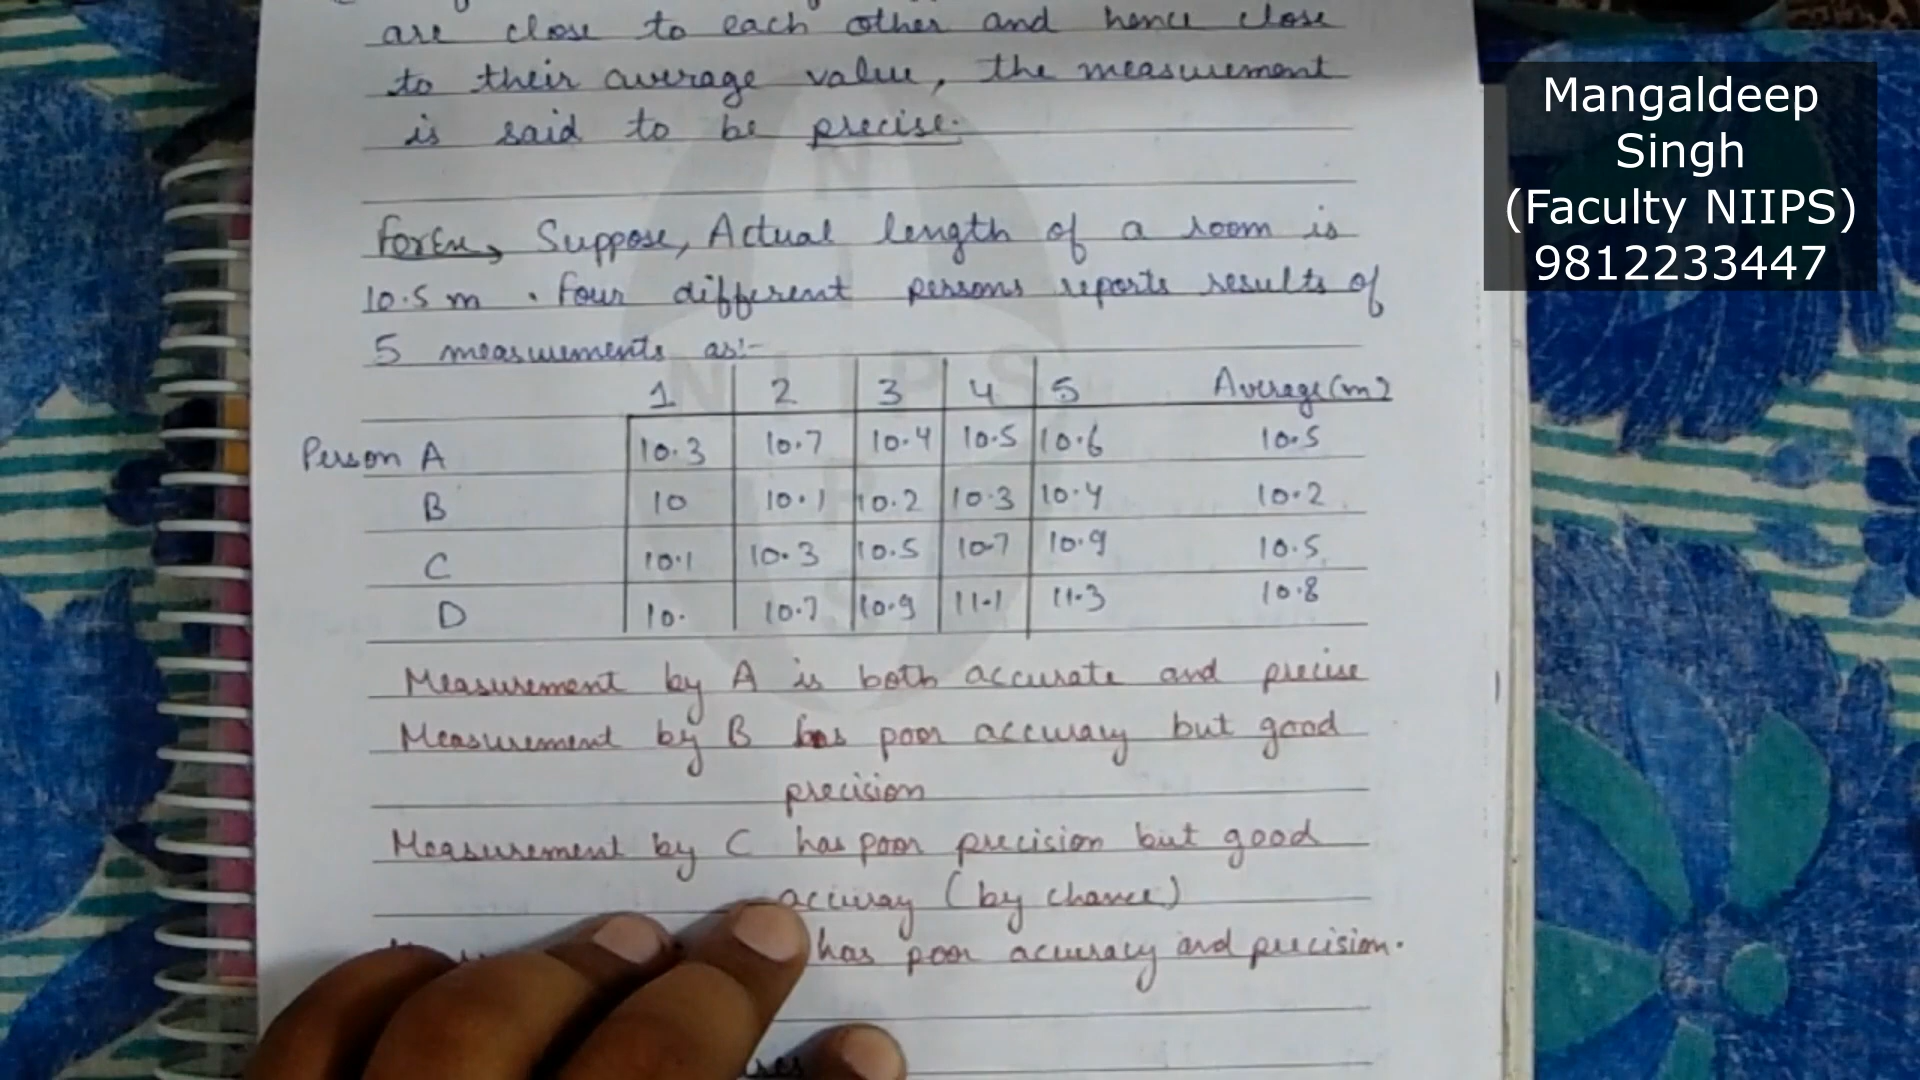 are close to each other and hence close
to their average value, the measurement
is said to be precise.
For Ex, Suppose, Actual length of a room is
10.5 m . Four different persons reports results of
5 measurements as:-
1 2 3 4 5 Average(m)
Person A 10.3 10.7 10.4 10.5 10.6 10.5
B 10 10.1 10.2 10.3 10.4 10.2
C 10.1 10.3 10.5 10.7 10.9 10.5
D 10. 10.7 10.9 11.1 11.3 10.8
Measurement by A is both accurate and precise
Measurement by B has poor accuracy but good
precision
Measurement by C has poor precision but good
accuracy (by chance)
has poor accuracy and precision.
Mangaldeep
Singh
(Faculty NIIPS)
9812233447
NIIPS